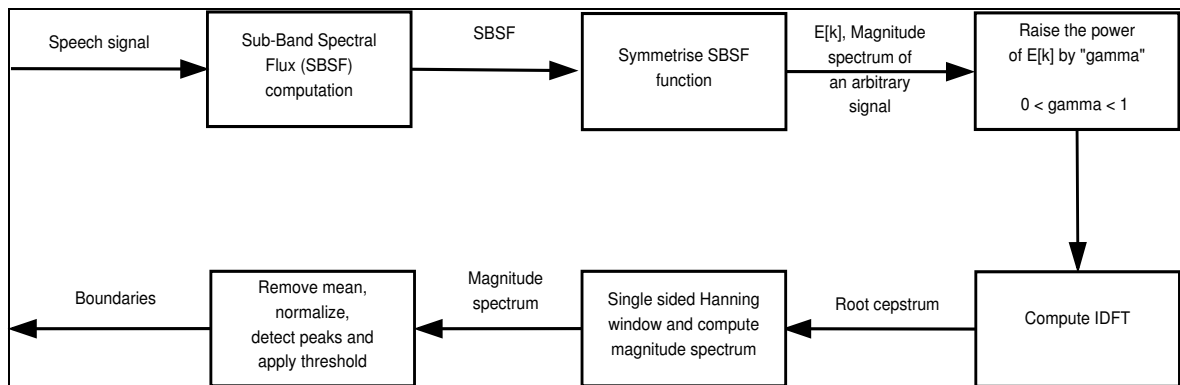 Speech signal
Sub-Band Spectral
Flux (SBSF)
computation
SBSF
Symmetrise SBSF
function
E[k], Magnitude
spectrum of
an arbitrary
signal
Raise the power
of E[k] by "gamma"
0 < gamma < 1
Boundaries
Remove mean,
normalize,
detect peaks and
apply threshold
Magnitude
spectrum
Single sided Hanning
window and compute
magnitude spectrum
Root cepstrum
Compute IDFT